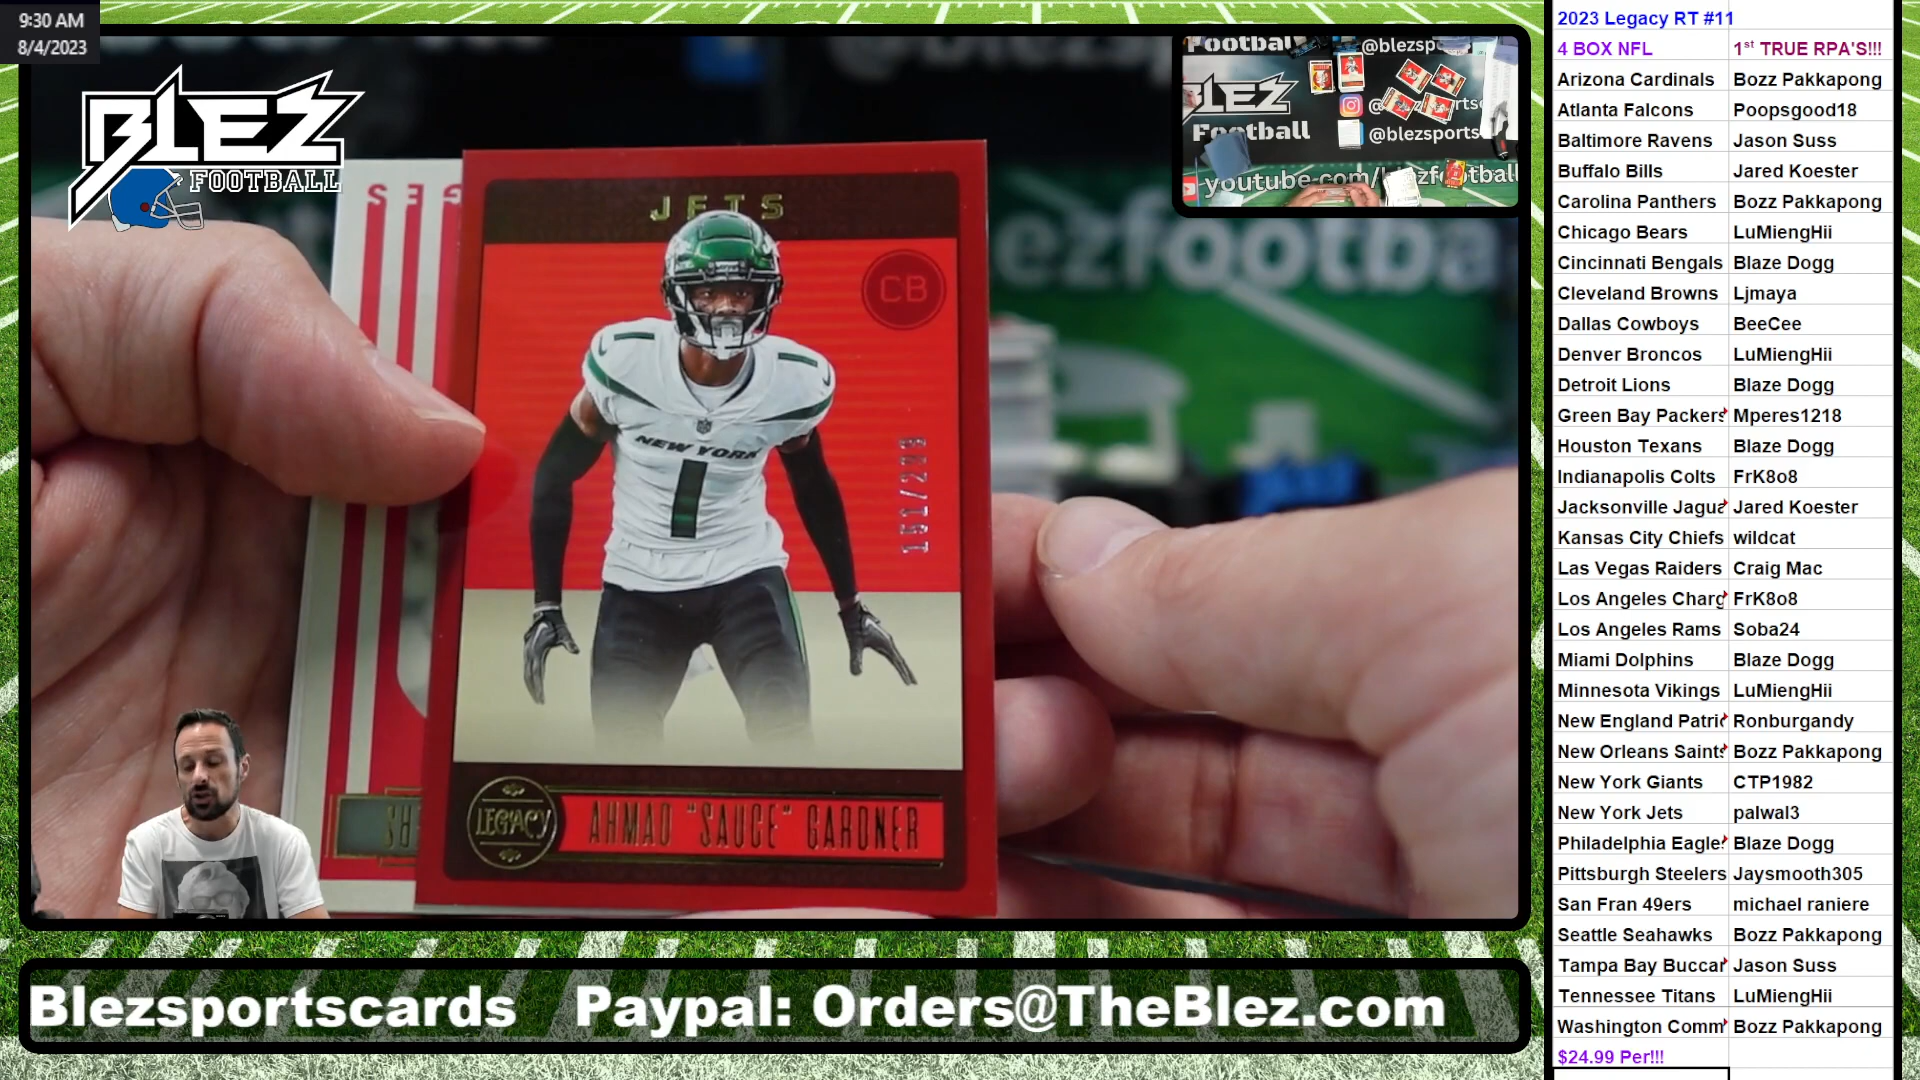 9:30 AM
8/4/2023
BLEZ
FOOTBALL
JETS
CB
NEW YORK
1
1
1
LEGACY
AHMAD "SAUCE" GARDNER
ezfootba
Football
@blezsp
LEZ
Football
@blezsports
youtube.com/
Blezsportscards Paypal: Orders@TheBlez.com
2023 Legacy RT #11
4 BOX NFL 1st TRUE RPA'S!!!
Arizona Cardinals Bozz Pakkapong
Atlanta Falcons Poopsgood18
Baltimore Ravens Jason Suss
Buffalo Bills Jared Koester
Carolina Panthers Bozz Pakkapong
Chicago Bears LuMiengHii
Cincinnati Bengals Blaze Dogg
Cleveland Browns Ljmaya
Dallas Cowboys BeeCee
Denver Broncos LuMiengHii
Detroit Lions Blaze Dogg
Green Bay Packers Mperes1218
Houston Texans Blaze Dogg
Indianapolis Colts FrK8o8
Jacksonville Jagua Jared Koester
Kansas City Chiefs wildcat
Las Vegas Raiders Craig Mac
Los Angeles Charg FrK8o8
Los Angeles Rams Soba24
Miami Dolphins Blaze Dogg
Minnesota Vikings LuMiengHii
New England Patri Ronburgandy
New Orleans Saints Bozz Pakkapong
New York Giants CTP1982
New York Jets palwal3
Philadelphia Eagle Blaze Dogg
Pittsburgh Steelers Jaysmooth305
San Fran 49ers michael raniere
Seattle Seahawks Bozz Pakkapong
Tampa Bay Buccar Jason Suss
Tennessee Titans LuMiengHii
Washington Comm Bozz Pakkapong
$24.99 Per!!!